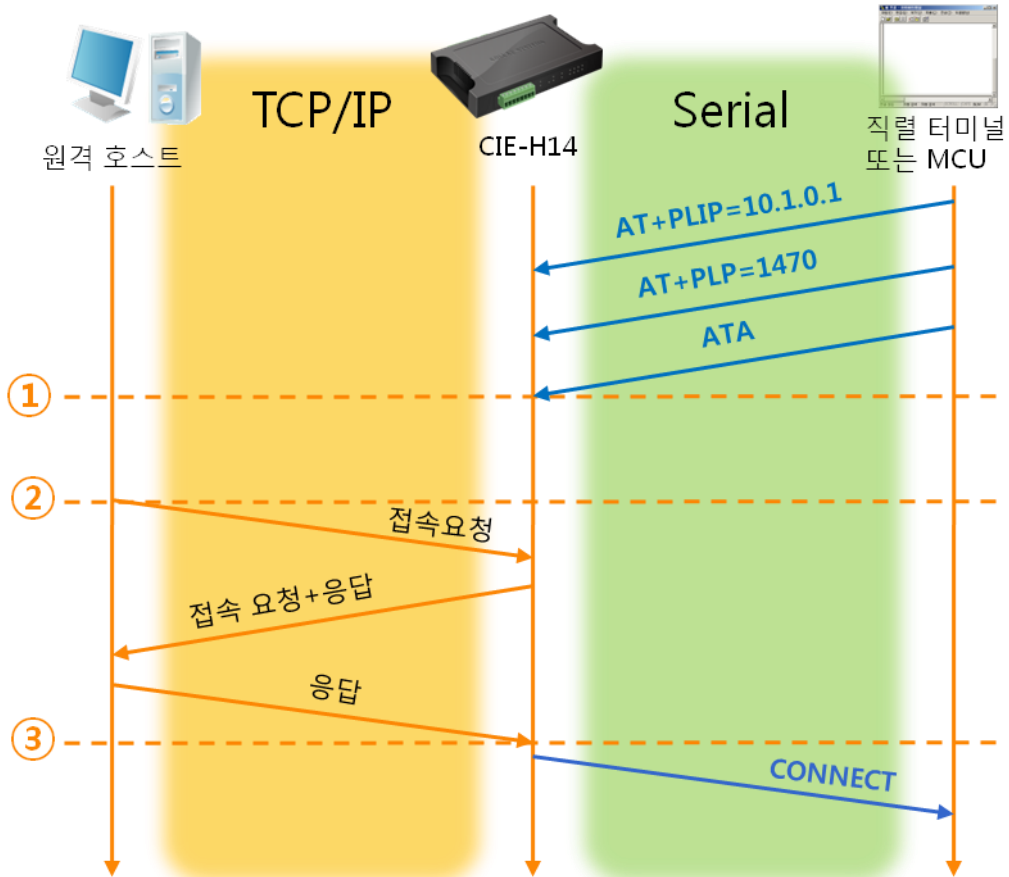 TCP/IP
Serial
원격 호스트
CIE-H14
직렬 터미널
또는 MCU
AT+PLIP=10.1.0.1
AT+PLP=1470
ATA
①
②
접속요청
접속 요청+응답
응답
③
CONNECT